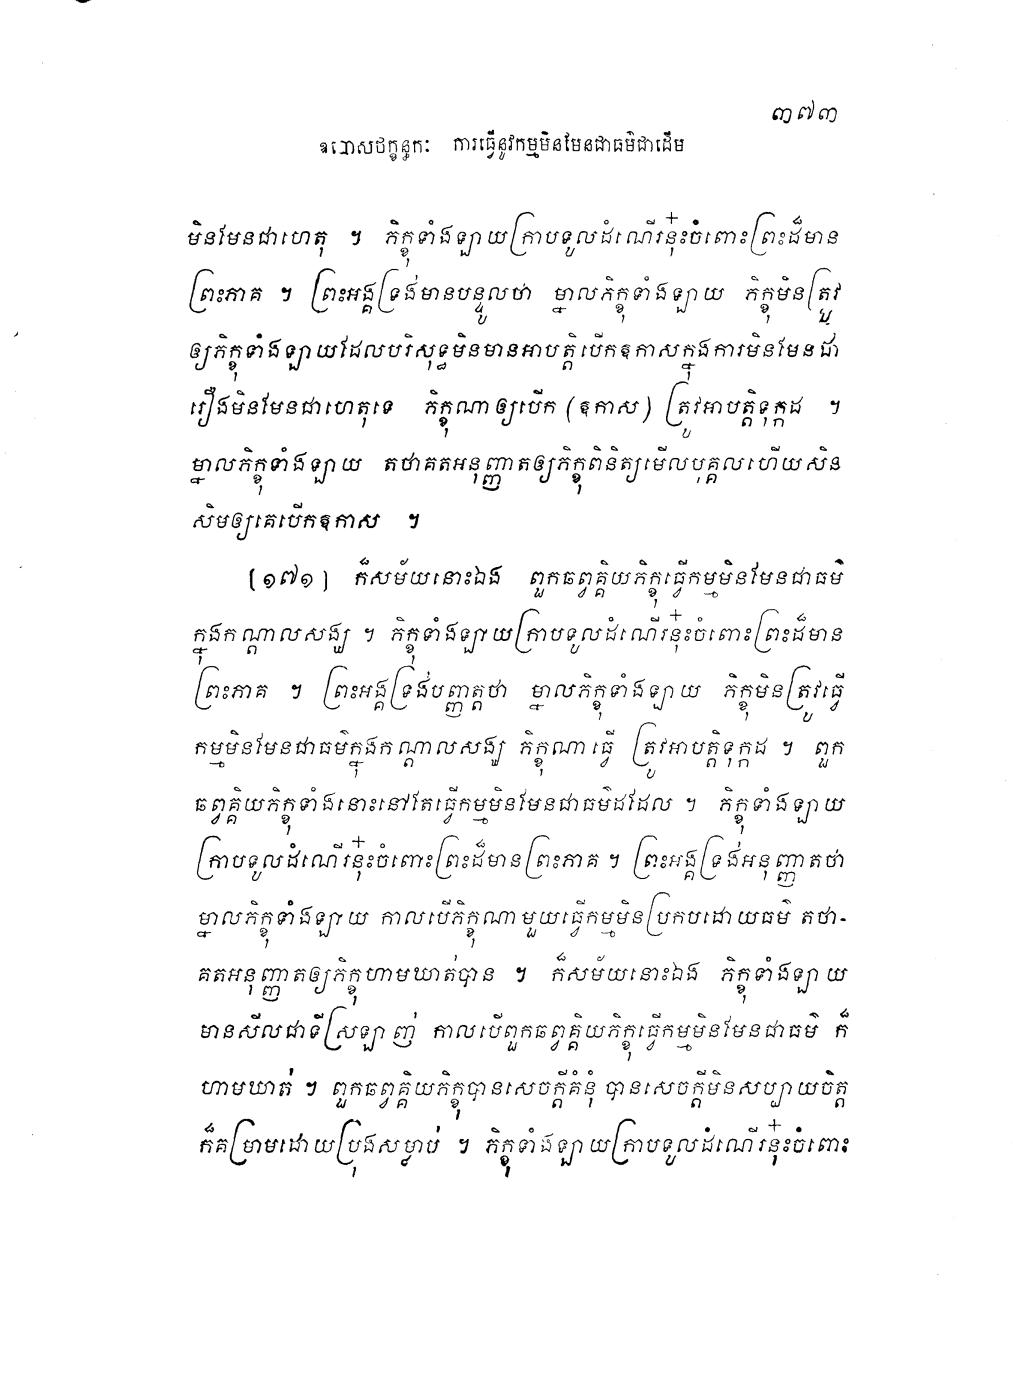 ៣៧៣
ឧបោសថក្ខន្ធកៈ ការធ្វើនូវកម្មមិនមែនជាធម៌ជាដើម
មិនមែនជាហេតុ ។ ភិក្ខុទាំងឡាយក្រាបទូលដំណើរនុ៎ះចំពោះព្រះដ៏មាន
ព្រះភាគ ។ ព្រះអង្គទ្រង់មានបន្ទូលថា ម្នាលភិក្ខុទាំងឡាយ ភិក្ខុមិនត្រូវ
ឲ្យភិក្ខុទាំងឡាយដែលបរិសុទ្ធមិនមានអាបត្តិបើកឱកាសក្នុងការមិនមែនជា
រឿងមិនមែនជាហេតុទេ ភិក្ខុណាឲ្យបើក (ឱកាស) ត្រូវអាបត្តិទុក្កដ ។
ម្នាលភិក្ខុទាំងឡាយ តថាគតអនុញ្ញាតឲ្យភិក្ខុពិនិត្យមើលបុគ្គលហើយសិន
សិមឲ្យគេបើកឱកាស ។
[១៧១] ក៏សម័យនោះឯង ពួកឆព្វគ្គិយភិក្ខុធ្វើកម្មមិនមែនជាធម៌
ក្នុងកណ្តាលសង្ឃ ។ ភិក្ខុទាំងឡាយក្រាបទូលដំណើរនុ៎ះចំពោះព្រះដ៏មាន
ព្រះភាគ ។ ព្រះអង្គទ្រង់បញ្ញត្តថា ម្នាលភិក្ខុទាំងឡាយ ភិក្ខុមិនត្រូវធ្វើ
កម្មមិនមែនជាធម៌ក្នុងកណ្តាលសង្ឃ ភិក្ខុណាធ្វើ ត្រូវអាបត្តិទុក្កដ ។ ពួក
ឆព្វគ្គិយភិក្ខុទាំងនោះនៅតែធ្វើកម្មមិនមែនជាធម៌ដដែល ។ ភិក្ខុទាំងឡាយ
ក្រាបទូលដំណើរនុ៎ះចំពោះព្រះដ៏មានព្រះភាគ ។ ព្រះអង្គទ្រង់អនុញ្ញាតថា
ម្នាលភិក្ខុទាំងឡាយ កាលបើភិក្ខុណាមួយធ្វើកម្មមិនប្រកបដោយធម៌ តថា-
គតអនុញ្ញាតឲ្យភិក្ខុហាមឃាត់បាន ។ ក៏សម័យនោះឯង ភិក្ខុទាំងឡាយ
មានសីលជាទីស្រឡាញ់ កាលបើពួកឆព្វគ្គិយភិក្ខុធ្វើកម្មមិនមែនជាធម៌ ក៏
ហាមឃាត់ ។ ពួកឆព្វគ្គិយភិក្ខុបានសេចក្តីគំនុំ បានសេចក្តីមិនសប្បាយចិត្ត
ក៏គម្រាមដោយប្រុងសម្លាប់ ។ ភិក្ខុទាំងឡាយក្រាបទូលដំណើរនុ៎ះចំពោះ